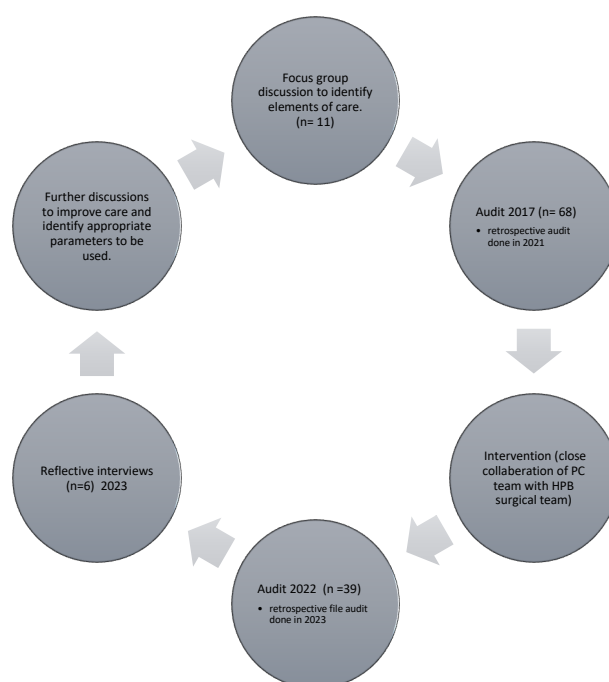 Focus group
discussion to identify
elements of care.
(n= 11)
Audit 2017 (n= 68)
• retrospective audit
done in 2021
Intervention (close
collaberation of PC
team with HPB
surgical team)
Audit 2022 (n =39)
• retrospective file audit
done in 2023
Reflective interviews
(n=6) 2023
Further discussions
to improve care and
identify appropriate
parameters to be
used.